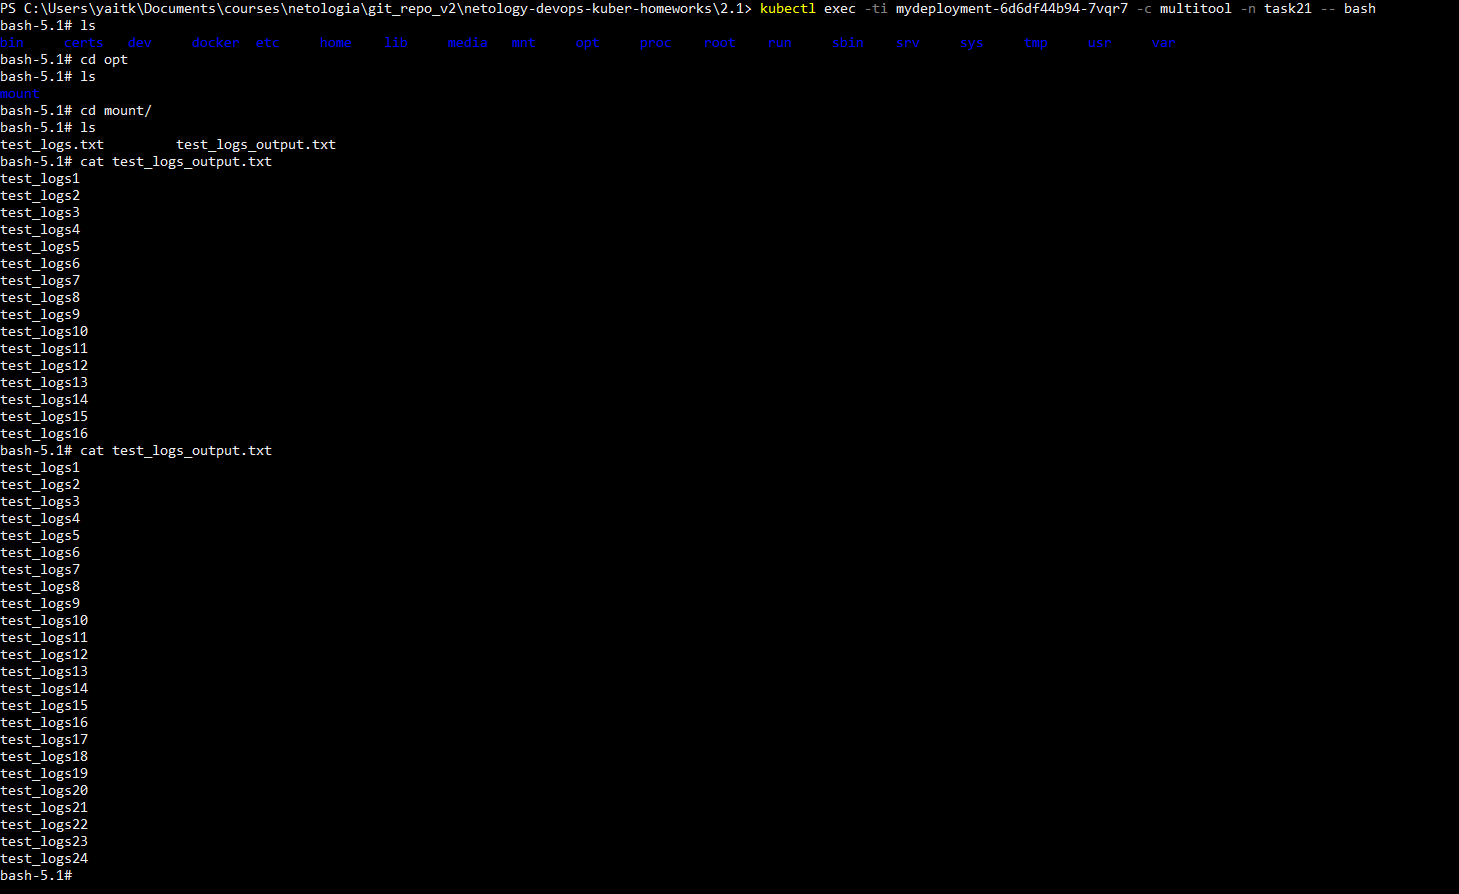 PS C:\Users\yaitk\Documents\courses\netologia\git_repo_v2\netology-devops-kuber-homeworks\2.1> kubectl exec -ti mydeployment-6d6df44b94-7vqr7 -c multitool -n task21 -- bash
bash-5.1# ls
bin     certs   dev     docker  etc     home    lib     media   mnt     opt     proc    root    run     sbin    srv     sys     tmp     usr     var
bash-5.1# cd opt
bash-5.1# ls
mount
bash-5.1# cd mount/
bash-5.1# ls
test_logs.txt         test_logs_output.txt
bash-5.1# cat test_logs_output.txt
test_logs1
test_logs2
test_logs3
test_logs4
test_logs5
test_logs6
test_logs7
test_logs8
test_logs9
test_logs10
test_logs11
test_logs12
test_logs13
test_logs14
test_logs15
test_logs16
bash-5.1# cat test_logs_output.txt
test_logs1
test_logs2
test_logs3
test_logs4
test_logs5
test_logs6
test_logs7
test_logs8
test_logs9
test_logs10
test_logs11
test_logs12
test_logs13
test_logs14
test_logs15
test_logs16
test_logs17
test_logs18
test_logs19
test_logs20
test_logs21
test_logs22
test_logs23
test_logs24
bash-5.1#